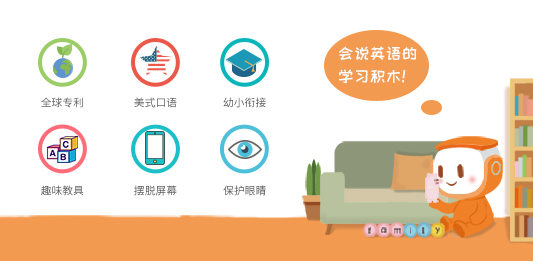 全球专利
美式口语
幼小衔接
会说英语的
学习积木!
A B C
趣味教具
摆脱屏幕
保护眼睛
family